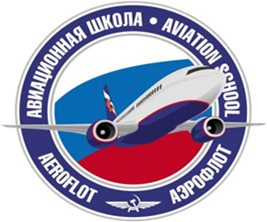 АВИАЦИОННАЯ ШКОЛА • AVIATION SCHOOL
AEROFLOT • АЭРОФЛОТ